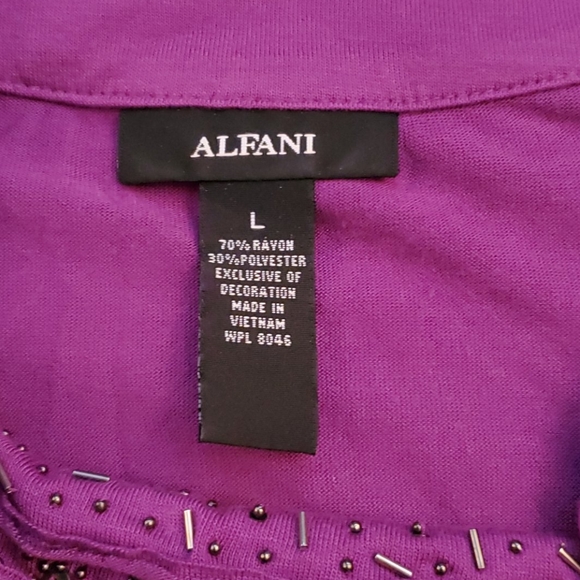 ALFANI
L
70% RAYON
30%POLYESTER
EXCLUSIVE OF
DECORATION
MADE IN
VIETNAM
WPL 8046